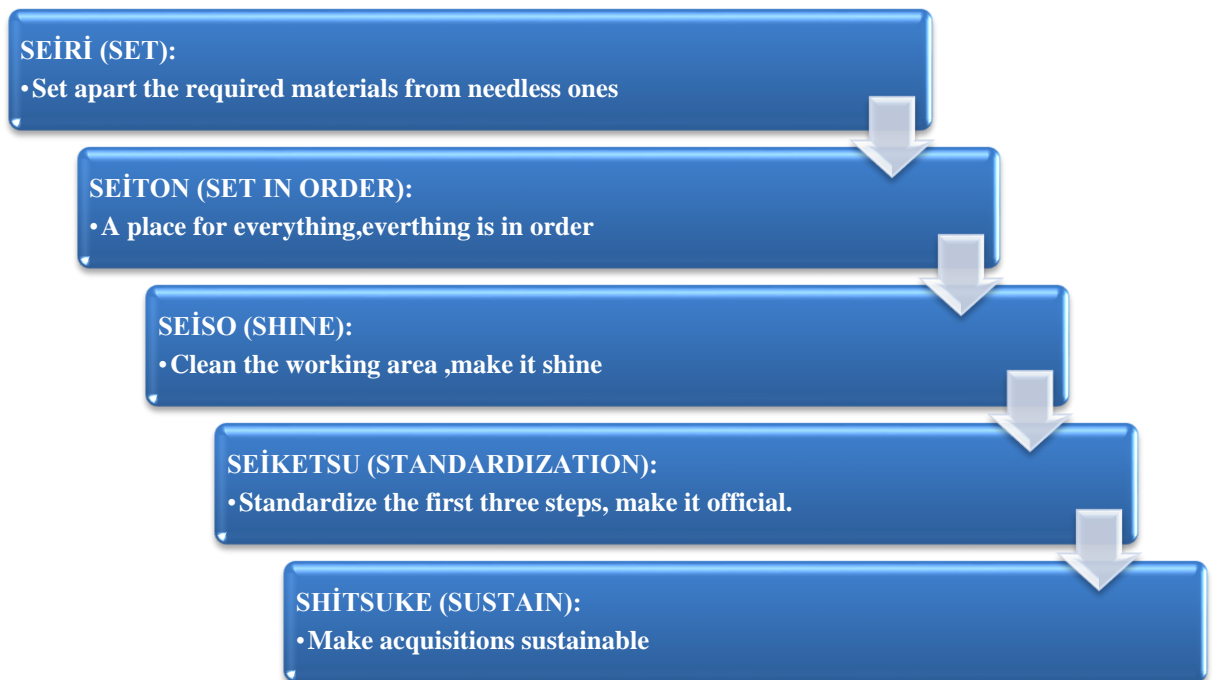 SEİRİ (SET):
•Set apart the required materials from needless ones
SEİTON (SET IN ORDER):
•A place for everything,everthing is in order
SEİSO (SHINE):
•Clean the working area ,make it shine
SEİKETSU (STANDARDIZATION):
•Standardize the first three steps, make it official.
SHİTSUKE (SUSTAIN):
•Make acquisitions sustainable